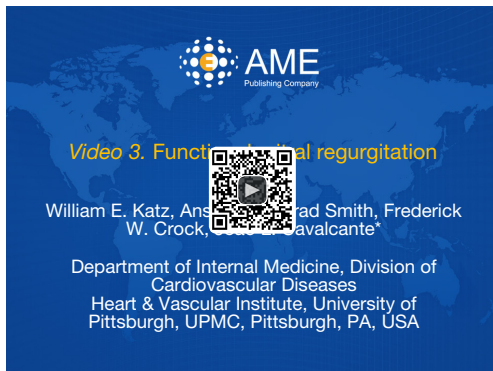 AME
Publishing Company
Video 3. Functi al regurgitation
William E. Katz, Ans rad Smith, Frederick
W. Crock, avalcante*
Department of Internal Medicine, Division of
Cardiovascular Diseases
Heart & Vascular Institute, University of
Pittsburgh, UPMC, Pittsburgh, PA, USA